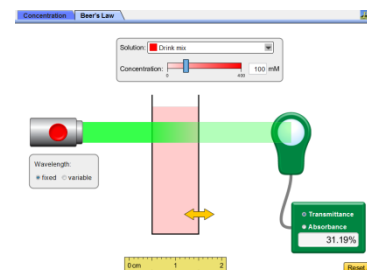 Concentration Beer's Law
Solution: Drink mix
Concentration: 100 mM
0 400
Wavelength:
fixed variable
Transmittance
Absorbance
31.19%
0 cm 1 2
Reset